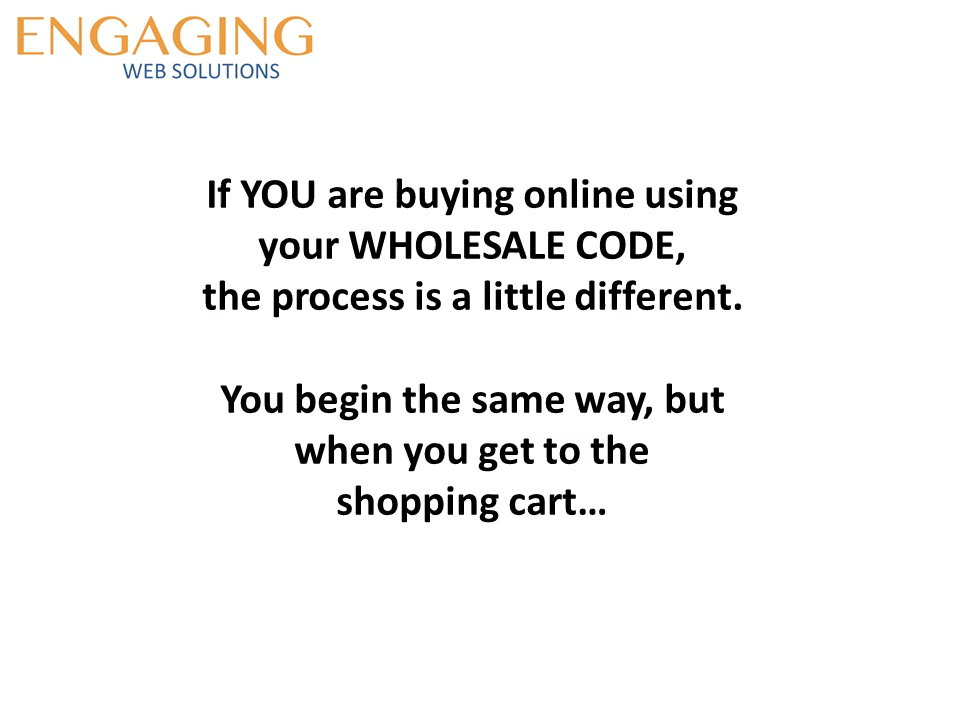 ENGAGING
WEB SOLUTIONS
If YOU are buying online using
your WHOLESALE CODE,
the process is a little different.
You begin the same way, but
when you get to the
shopping cart…